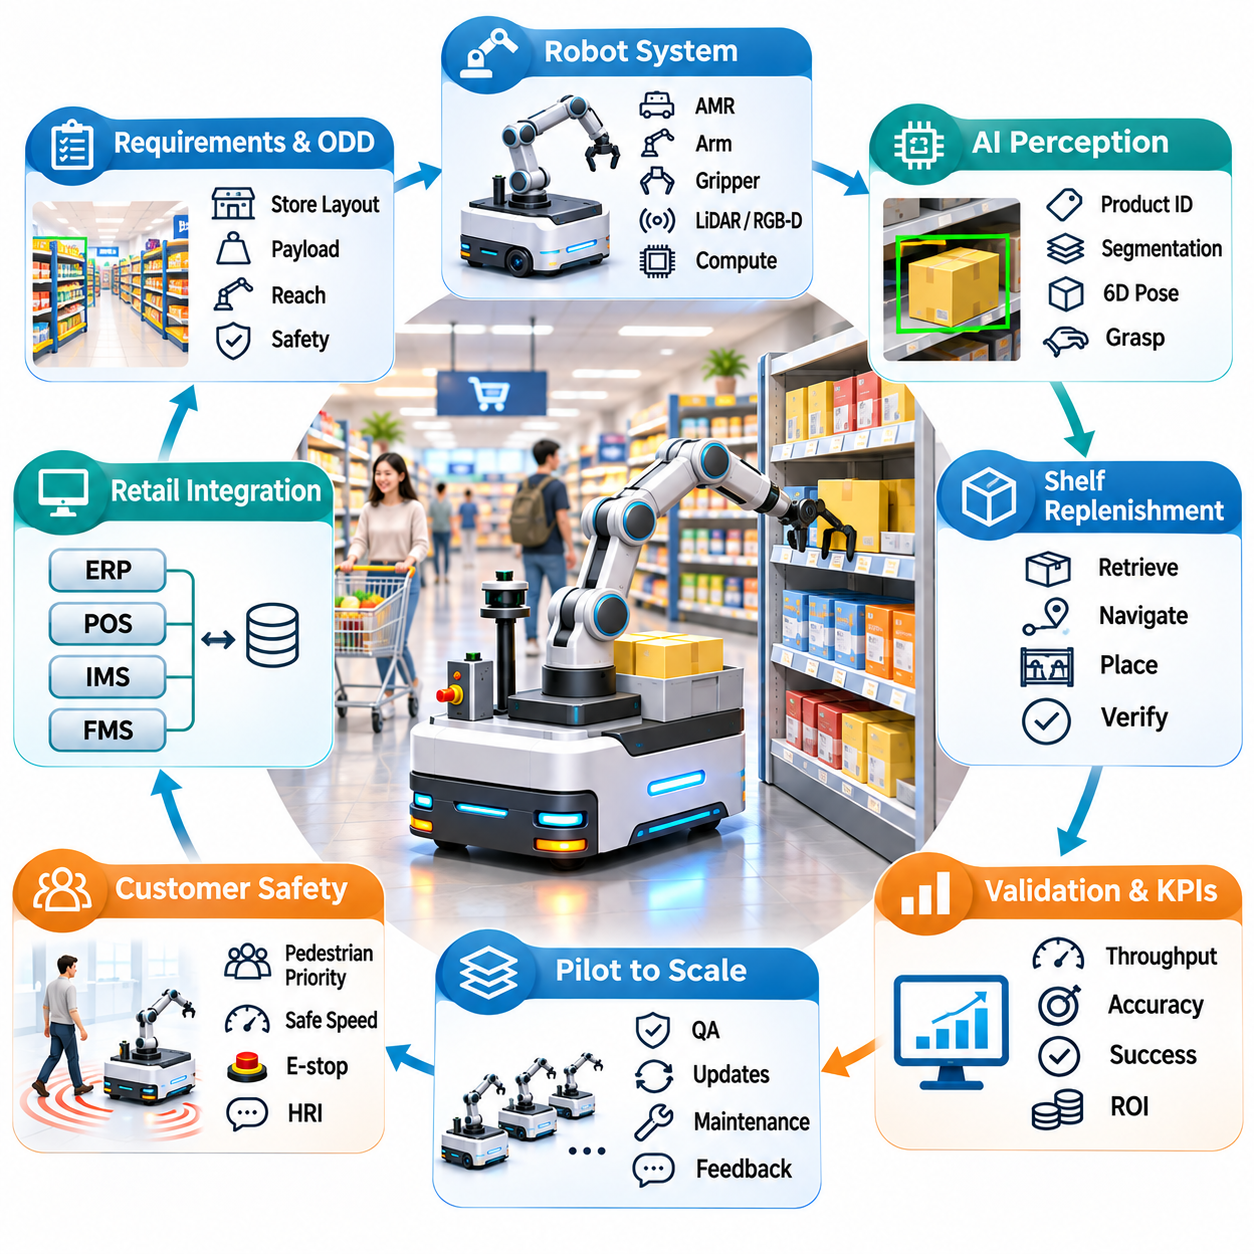 Robot System
AMR
Arm
Gripper
LiDAR / RGB-D
Compute
Requirements & ODD
Store Layout
Payload
Reach
Safety
AI Perception
Product ID
Segmentation
6D Pose
Grasp
Retail Integration
ERP
POS
IMS
FMS
Shelf
Replenishment
Retrieve
Navigate
Place
Verify
Customer Safety
Pedestrian
Priority
Safe Speed
E-stop
HRI
Pilot to Scale
QA
Updates
Maintenance
Feedback
Validation & KPIs
Throughput
Accuracy
Success
ROI